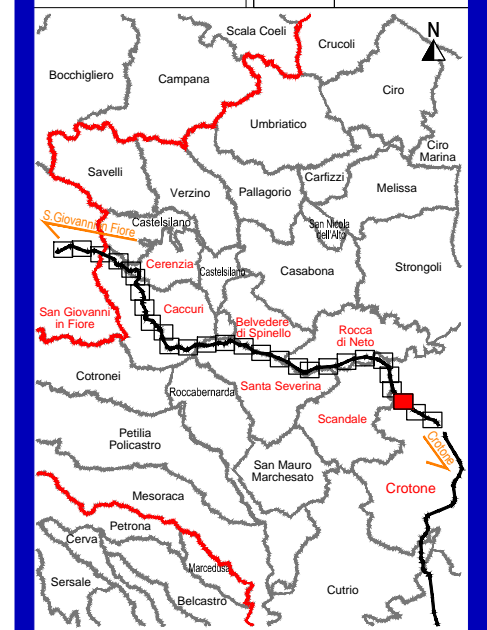 Scala Coeli
Crucoli
N
Bocchigliero
Campana
Ciro
Umbriatico
Ciro
Marina
Savelli
Verzino
Pallagorio
Carfizzi
Melissa
S.Giovanni in Fiore
Castelsilano
San Nicola
dell'Alto
Cerenzia
Castelsilano
Casabona
Strongoli
San Giovanni
in Fiore
Caccuri
Belvedere
di Spinello
Rocca
di Neto
Cotronei
Roccabernarda
Santa Severina
Scandale
Petilia
Policastro
Crotone
San Mauro
Marchesato
Mesoraca
Crotone
Petrona
Cerva
Marcedusa
Sersale
Belcastro
Cutrio